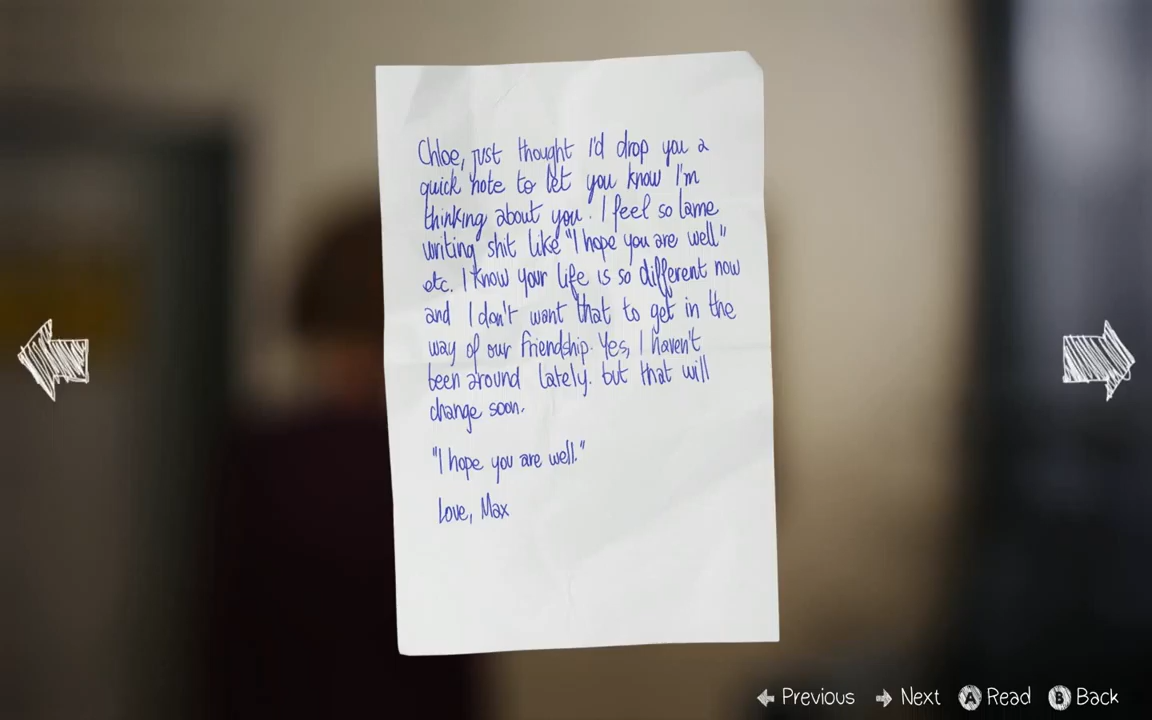 Chloe, just thought I'd drop you a
quick note to let you know I'm
thinking about you. I feel so lame
writing shit like "I hope you are well"
etc. I know your life is so different now
and I don't want that to get in the
way of our friendship. Yes, I haven't
been around lately. but that will
change soon.
"I hope you are well."
Love, Max
Previous Next A Read B Back